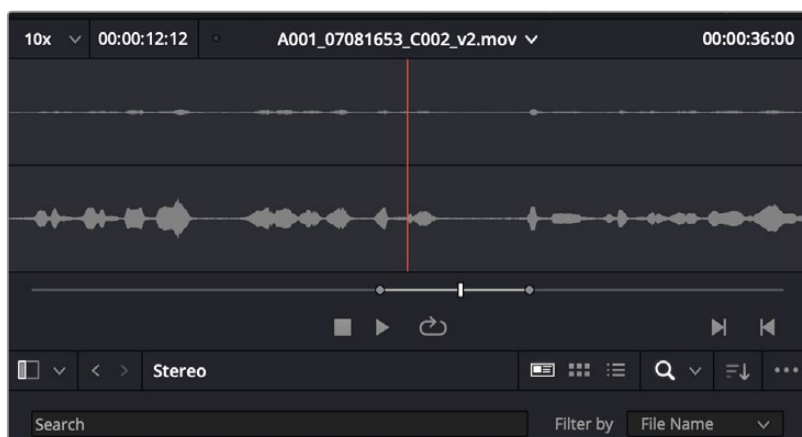 10x 00:00:12:12 A001_07081653_C002_v2.mov 00:00:36:00
Stereo
Search Filter by File Name